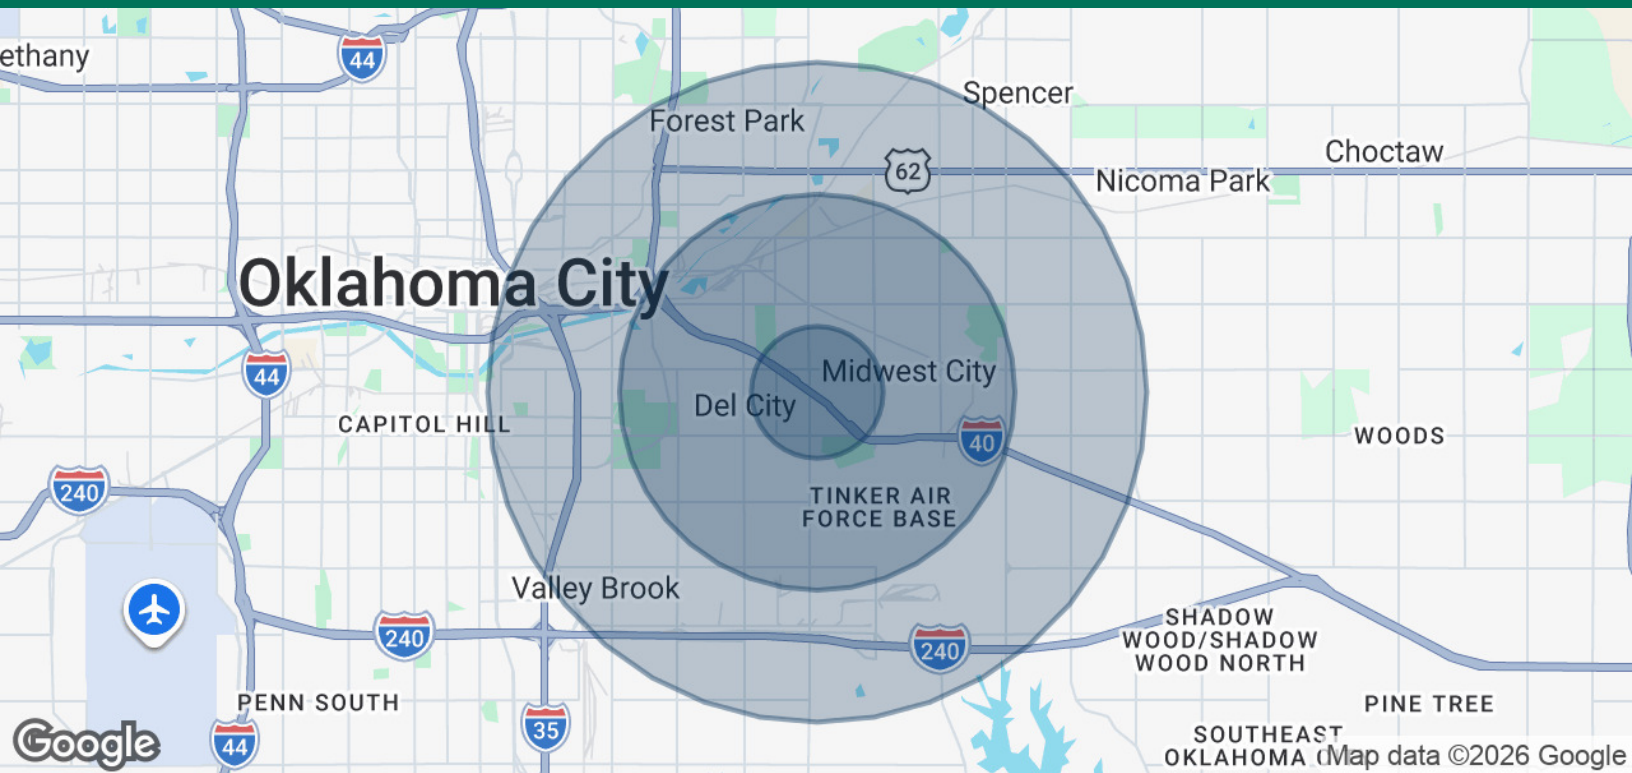 ethany
44
Spencer
Forest Park
Choctaw
62
Nicoma Park
Oklahoma City
44
Midwest City
Del City
CAPITOL HILL
40
WOODS
240
TINKER AIR
FORCE BASE
Valley Brook
240
240
SHADOW
WOOD/SHADOW
WOOD NORTH
PENN SOUTH
PINE TREE
35
44
SOUTHEAST
OKLAHOMA
Google
Map data ©2026 Google